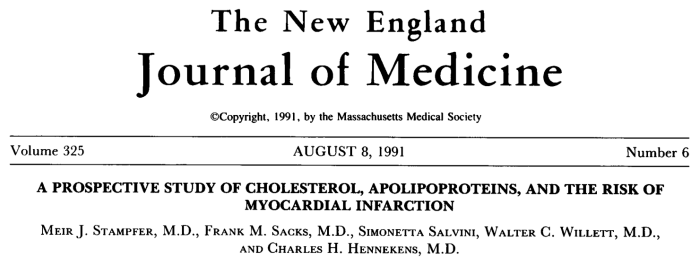 The New England
Journal of Medicine
©Copyright, 1991, by the Massachusetts Medical Society
Volume 325 AUGUST 8, 1991 Number 6
A PROSPECTIVE STUDY OF CHOLESTEROL, APOLIPOPROTEINS, AND THE RISK OF
MYOCARDIAL INFARCTION
MEIR J. STAMPFER, M.D., FRANK M. SACKS, M.D., SIMONETTA SALVINI, WALTER C. WILLETT, M.D.,
AND CHARLES H. HENNEKENS, M.D.